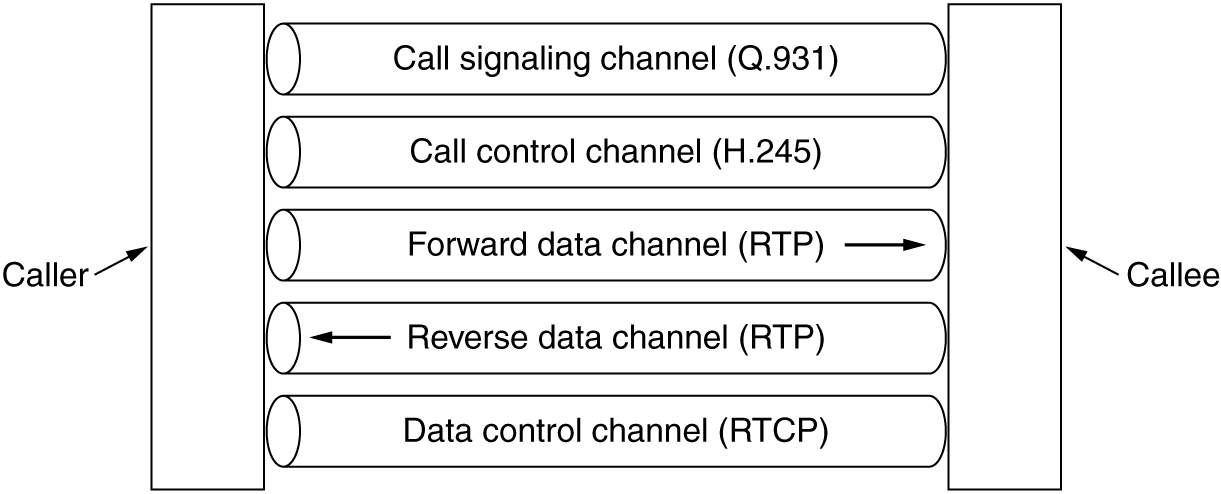 Call signaling channel (Q.931)
Call control channel (H.245)
Forward data channel (RTP)
Caller
Callee
Reverse data channel (RTP)
Data control channel (RTCP)